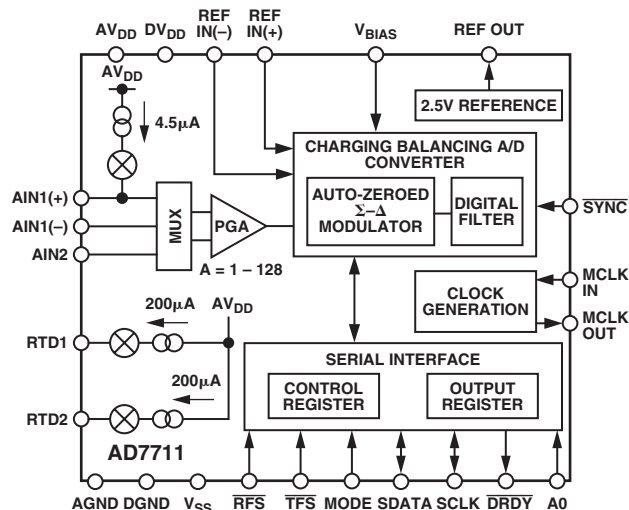 AVDD DVDD REF IN(–) REF IN(+) VBIAS REF OUT
AVDD
4.5µA
2.5V REFERENCE
CHARGING BALANCING A/D
CONVERTER
AUTO-ZEROED
Σ–Δ
MODULATOR
DIGITAL
FILTER
AIN1(+)
AIN1(–)
AIN2
MUX
PGA
A = 1 – 128
SYNC
MCLK
IN
CLOCK
GENERATION
MCLK
OUT
200µA
AVDD
RTD1
200µA
RTD2
SERIAL INTERFACE
CONTROL
REGISTER
OUTPUT
REGISTER
AD7711
AGND DGND VSS RFS TFS MODE SDATA SCLK DRDY A0